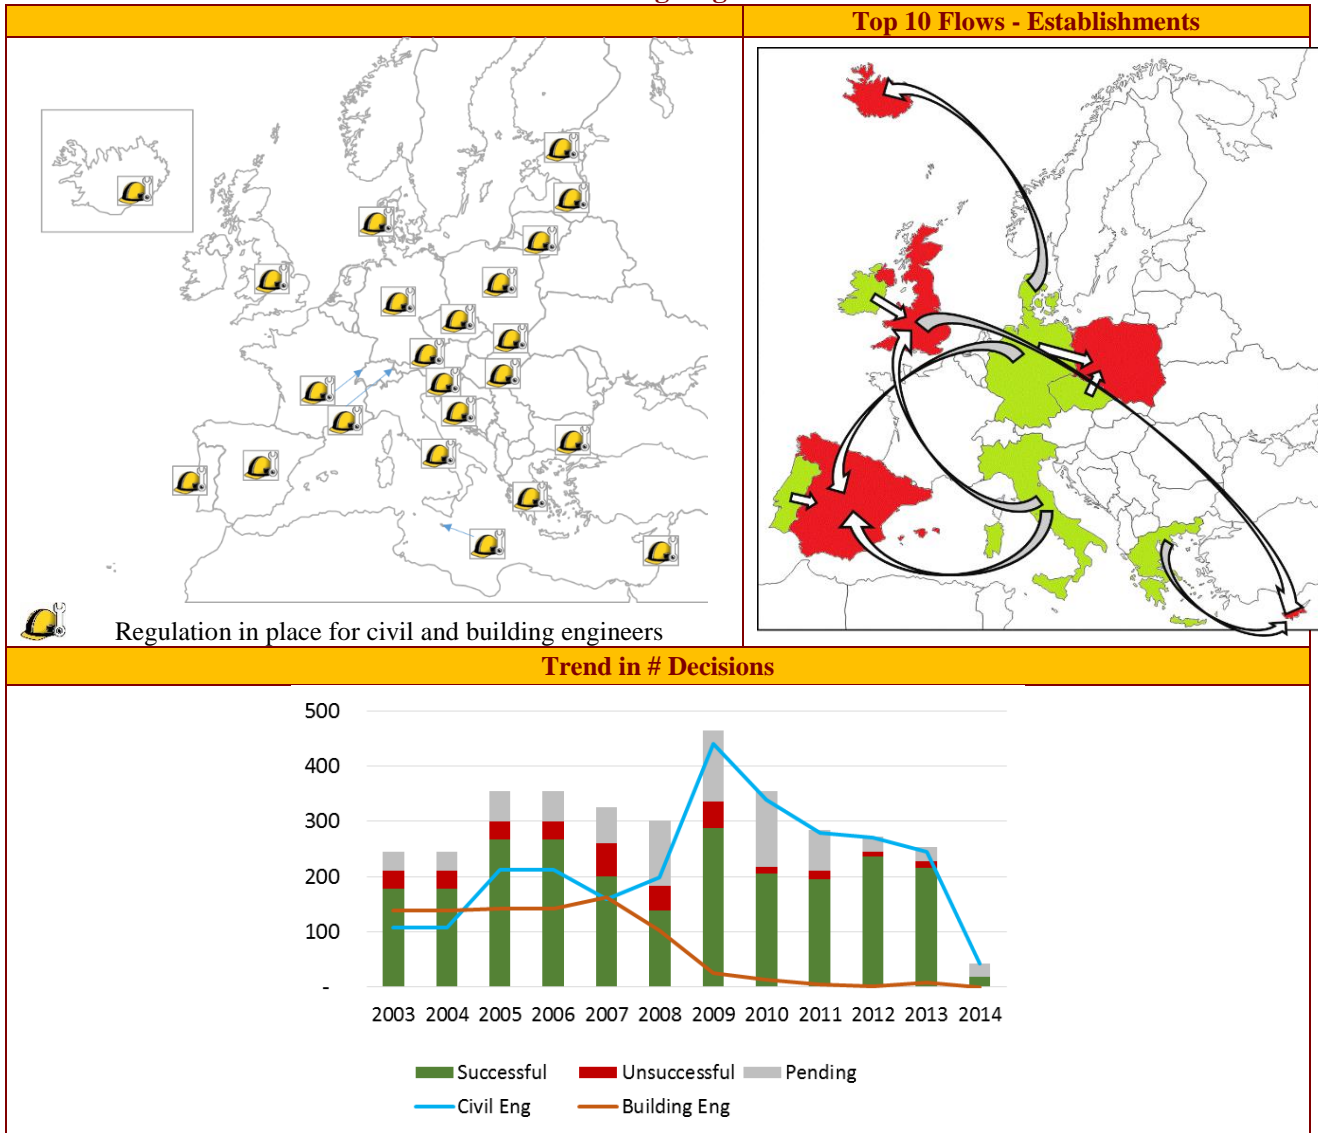 Top 10 Flows - Establishments
Regulation in place for civil and building engineers
Trend in # Decisions
500
400
300
200
100
-
2003 2004 2005 2006 2007 2008 2009 2010 2011 2012 2013 2014
Successful Unsuccessful Pending
Civil Eng Building Eng